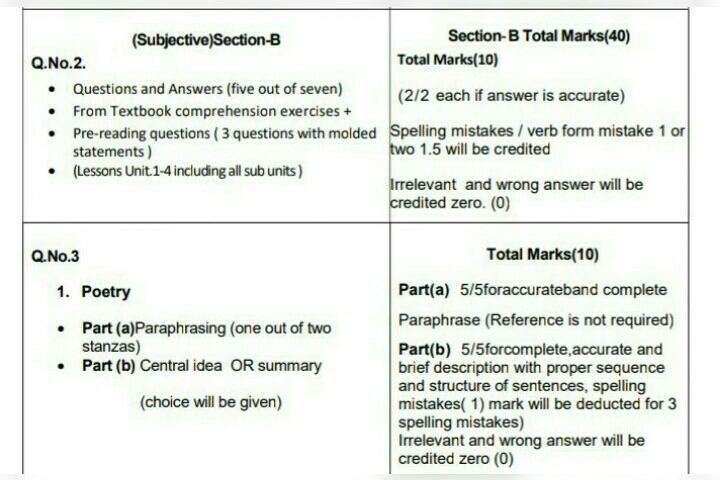 (Subjective)Section-B
Q.No.2.
• Questions and Answers (five out of seven)
• From Textbook comprehension exercises +
• Pre-reading questions ( 3 questions with molded
statements )
• (Lessons Unit.1-4 including all sub units )
Section- B Total Marks(40)
Total Marks(10)
(2/2 each if answer is accurate)
Spelling mistakes / verb form mistake 1 or
two 1.5 will be credited
Irrelevant and wrong answer will be
credited zero. (0)
Q.No.3
1. Poetry
• Part (a)Paraphrasing (one out of two
stanzas)
• Part (b) Central idea OR summary
(choice will be given)
Total Marks(10)
Part(a) 5/5foraccurateband complete
Paraphrase (Reference is not required)
Part(b) 5/5forcomplete,accurate and
brief description with proper sequence
and structure of sentences, spelling
mistakes( 1) mark will be deducted for 3
spelling mistakes)
Irrelevant and wrong answer will be
credited zero (0)